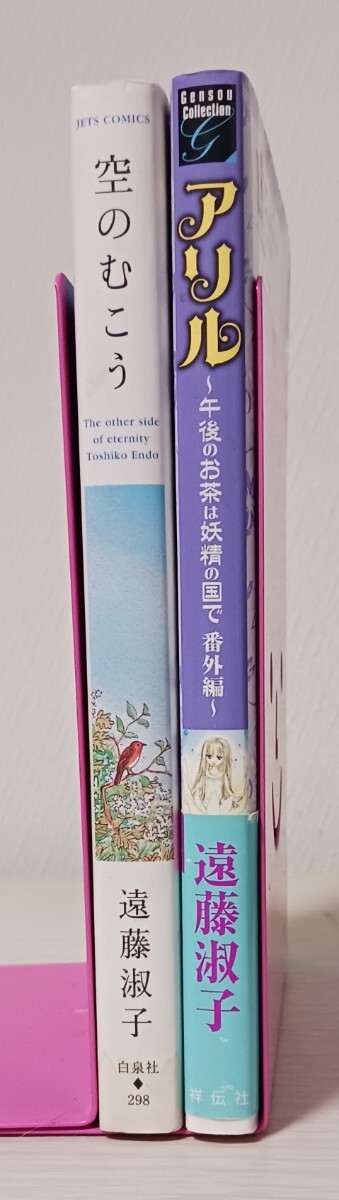 JETS COMICS
空のむこう
The other side
of eternity
Toshiko Endo
遠藤淑子
白泉社
◆
298
Gensou
Collection
G
アリル
～午後のお茶は妖精の国で 番外編～
遠藤淑子
祥伝社